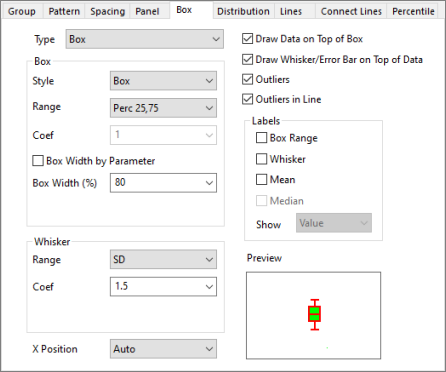 Group Pattern Spacing Panel Box Distribution Lines Connect Lines Percentile
Type Box
Box
Style Box
Range Perc 25,75
Coef 1
Box Width by Parameter
Box Width (%) 80
Whisker
Range SD
Coef 1.5
X Position Auto
Draw Data on Top of Box
Draw Whisker/Error Bar on Top of Data
Outliers
Outliers in Line
Labels
Box Range
Whisker
Mean
Median
Show Value
Preview